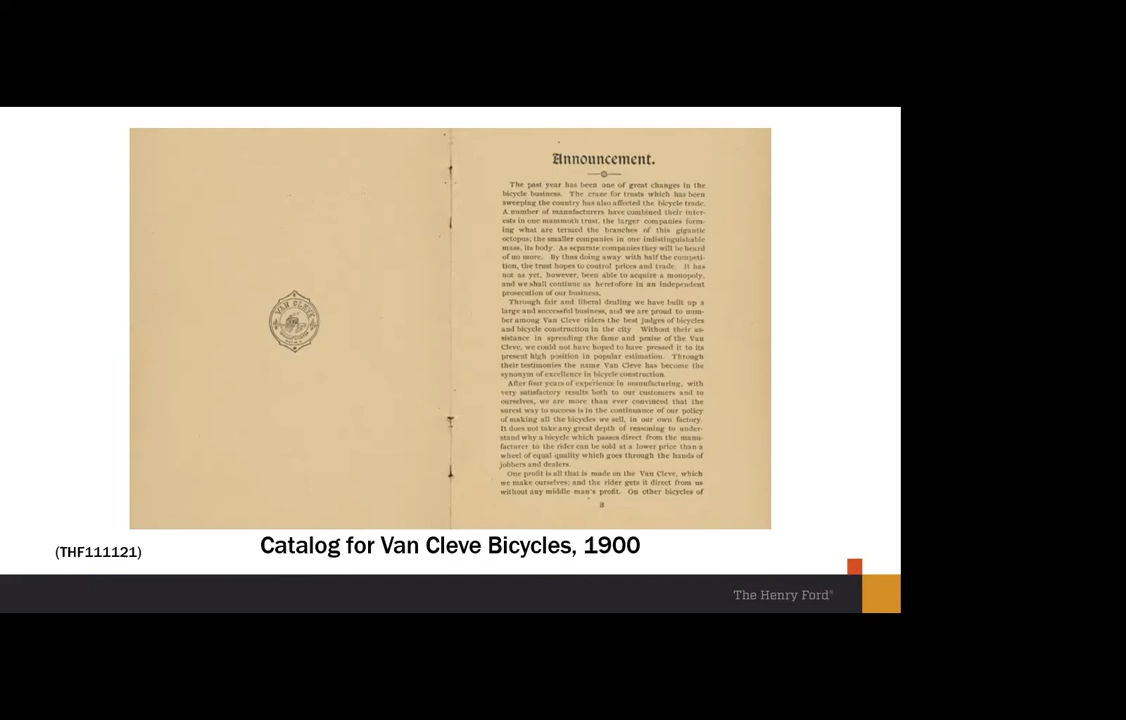 VAN CLEVE
Announcement.
The past year has been one of great changes in the
bicycle business. The craze for trusts which has been
sweeping the country has also affected the bicycle trade.
A number of manufacturers have combined their inter-
ests in one mammoth trust, the larger companies form-
ing what are termed the branches of this gigantic
octopus; the smaller companies in one indistinguishable
mass, its body. As separate companies they will be heard
of no more. By thus doing away with half the competi-
tion, the trust hopes to control prices and trade. It has
not as yet, however, been able to acquire a monopoly,
and we shall continue as heretofore in an independent
prosecution of our business.
Through fair and liberal dealing we have built up a
large and successful business, and we are proud to num-
ber among Van Cleve riders the best judges of bicycles
and bicycle construction in the city Without their as-
sistance in spreading the fame and praise of the Van
Cleve, we could not have hoped to have pressed it to its
present high position in popular estimation. Through
their testimonies the name Van Cleve has become the
synonym of excellence in bicycle construction.
After four years of experience in manufacturing, with
very satisfactory results both to our customers and to
ourselves, we are more than ever convinced that the
surest way to success is in the continuance of our policy
of making all the bicycles we sell, in our own factory.
It does not take any great depth of reasoning to under-
stand why a bicycle which passes direct from the manu-
facturer to the rider can be sold at a lower price than a
wheel of equal quality which goes through the hands of
jobbers and dealers.
One profit is all that is made on the Van Cleve, which
we make ourselves; and the rider gets it direct from us
without any middle man's profit. On other bicycles of
(THF111121)
Catalog for Van Cleve Bicycles, 1900
The Henry Ford